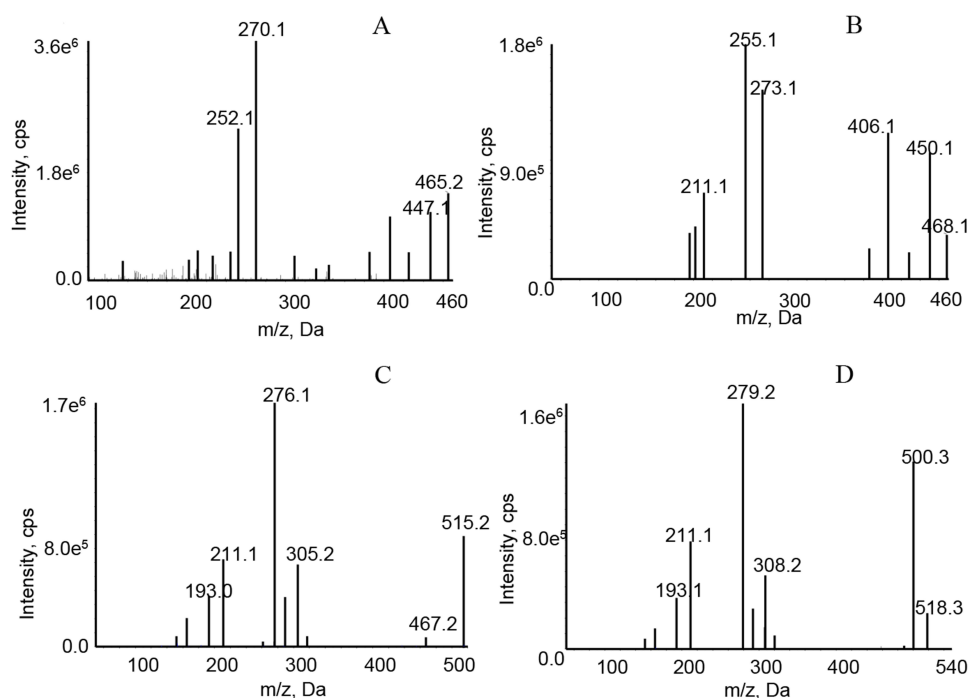 A
3.6e⁶
1.8e⁶
0.0
Intensity, cps
270.1
252.1
465.2
447.1
100 200 300 400 460
m/z, Da
B
1.8e⁶
9.0e⁵
0.0
Intensity, cps
255.1
273.1
406.1
450.1
211.1
468.1
100 200 300 400 460
m/z, Da
C
1.7e⁶
8.0e⁵
0.0
Intensity, cps
276.1
515.2
211.1
305.2
193.0
467.2
100 200 300 400 500
m/z, Da
D
1.6e⁶
8.0e⁵
0.0
Intensity, cps
279.2
500.3
211.1
308.2
193.1
518.3
100 200 300 400 540
m/z, Da